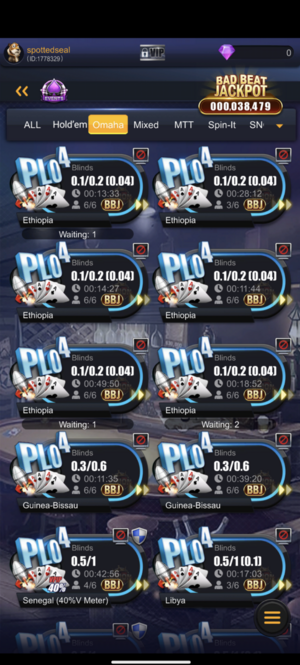 spottedseal
(ID:1778329)
VIP
0
EVENTS
BAD BEAT
JACKPOT
000,038,479
ALL Hold'em Omaha Mixed MTT Spin-It SN
PLO4
Blinds
0.1/0.2 (0.04)
00:13:33
6/6 BBJ
Ethiopia
Waiting: 1
PLO4
Blinds
0.1/0.2 (0.04)
00:28:12
3/6 BBJ
Ethiopia
PLO4
Blinds
0.1/0.2 (0.04)
00:14:27
6/6 BBJ
Ethiopia
PLO4
Blinds
0.1/0.2 (0.04)
00:11:44
6/6 BBJ
Ethiopia
PLO4
Blinds
0.1/0.2 (0.04)
00:49:50
6/6 BBJ
Ethiopia
Waiting: 1
PLO4
Blinds
0.1/0.2 (0.04)
00:18:52
6/6 BBJ
Ethiopia
Waiting: 2
PLO4
Blinds
0.3/0.6
00:11:35
6/6 BBJ
Guinea-Bissau
PLO4
Blinds
0.3/0.6
00:39:20
6/6 BBJ
Guinea-Bissau
PLO4
Blinds
0.5/1
00:42:56
4/6 BBJ
40%
Senegal (40%V Meter)
PLO4
Blinds
0.5/1 (0.1)
00:17:03
3/6 BBJ
Libya